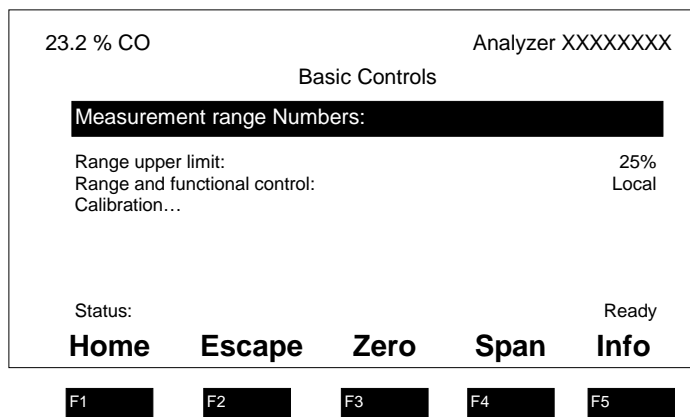 23.2 % CO Analyzer XXXXXXXX
Basic Controls
Measurement range Numbers:
Range upper limit: 25%
Range and functional control: Local
Calibration…
Status: Ready
Home Escape Zero Span Info
F1 F2 F3 F4 F5